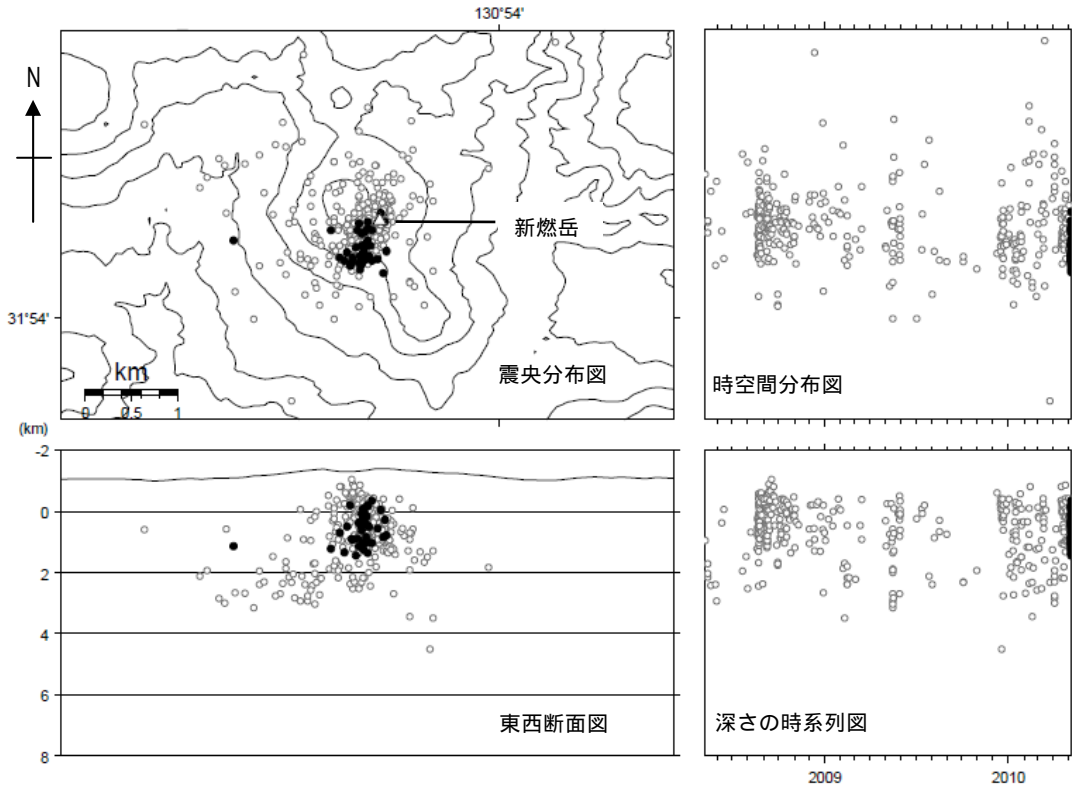 130°54'
N
新燃岳
31°54'
km
0 0.5 1
震央分布図
時空間分布図
(km)
-2
0
2
4
6
8
東西断面図
深さの時系列図
2009
2010